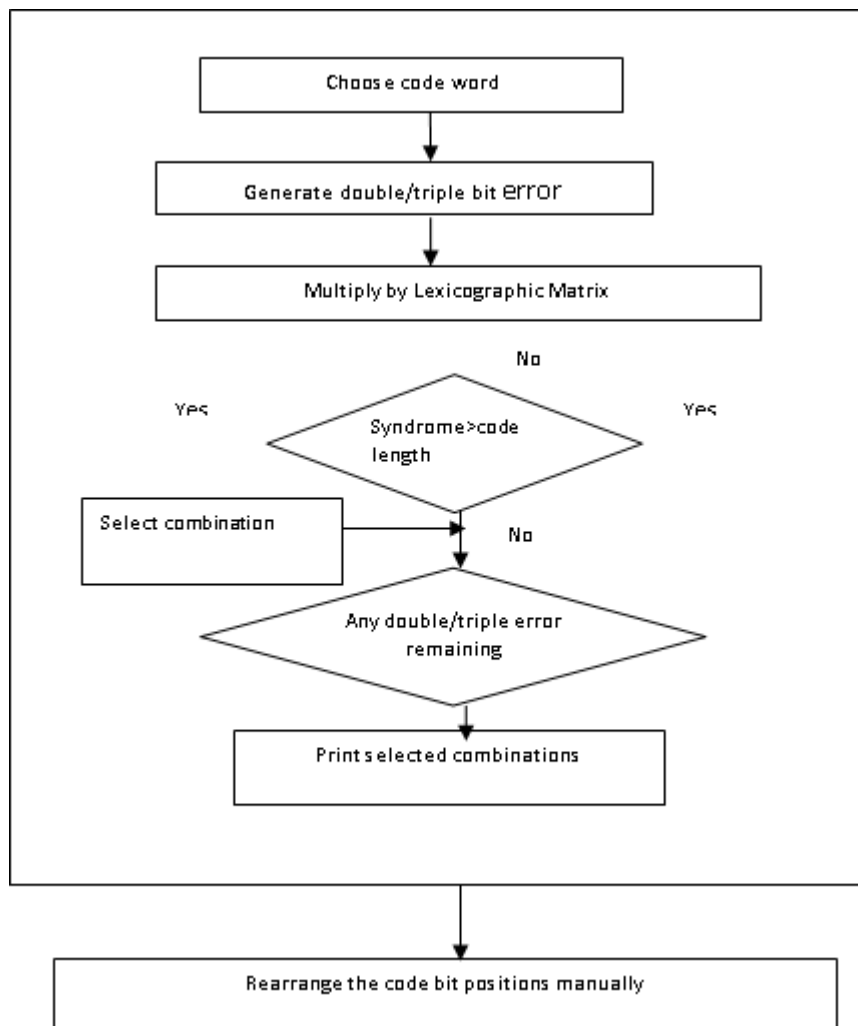 Choose code word
Generate double/triple bit error
Multiply by Lexicographic Matrix
No
Yes
Yes
Syndrome>code
length
Select combination
No
Any double/triple error
remaining
Print selected combinations
Rearrange the code bit positions manually